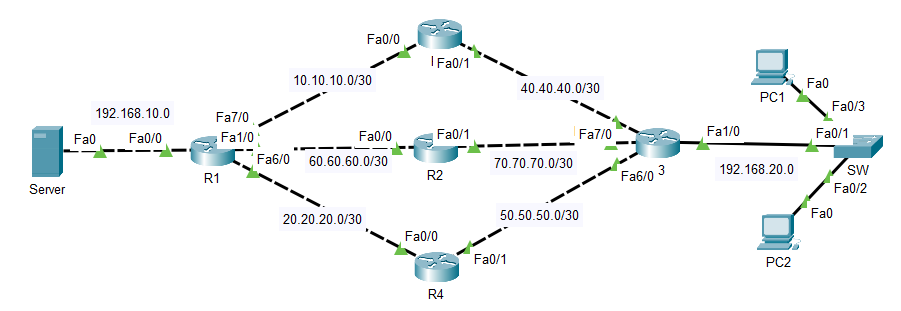 Fa0/0
Fa0/1
10.10.10.0/30
40.40.40.0/30
192.168.10.0
Fa7/0
Fa0
Fa0/0
Fa1/0
Fa6/0
Server
R1
Fa0/0
Fa0/1
60.60.60.0/30
R2
70.70.70.0/30
Fa7/0
Fa6/0
3
Fa1/0
192.168.20.0
PC1
Fa0
Fa0/3
Fa0/1
SW
Fa0/2
Fa0
PC2
20.20.20.0/30
50.50.50.0/30
Fa0/0
Fa0/1
R4